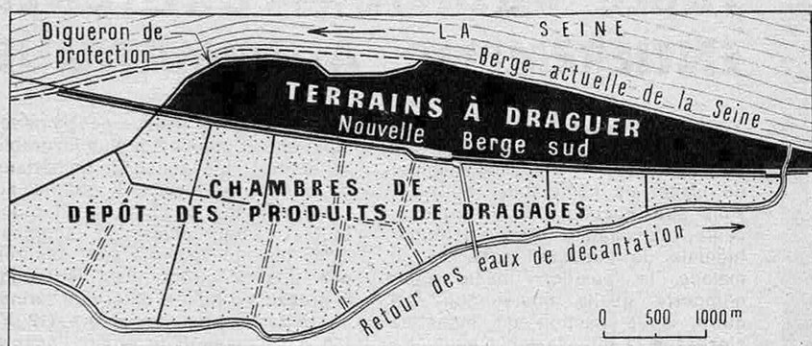 LA SEINE
Digueron de
protection
Berge actuelle de la Seine
TERRAINS À DRAGUER
Nouvelle Berge sud
CHAMBRES DE
DEPÔT DES PRODUITS DE DRAGAGES
Retour des eaux de décantation
0 500 1000m